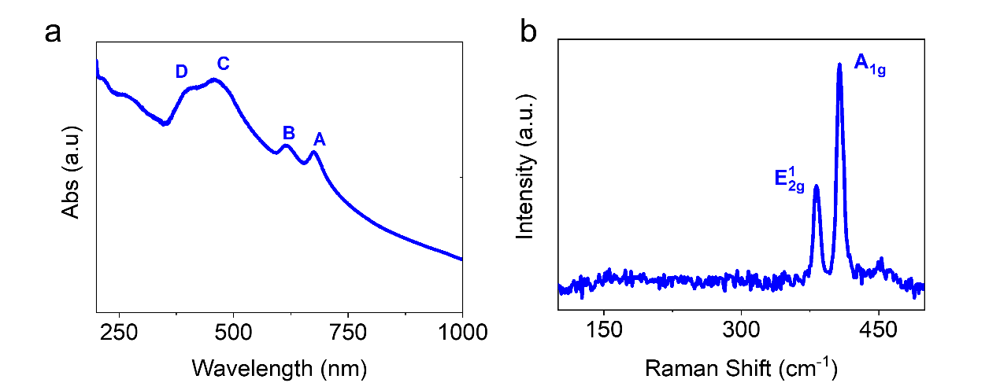 a
D
C
B
A
Abs (a.u)
250
500
750
1000
Wavelength (nm)
b
A1g
E12g
Intensity (a.u.)
150
300
450
Raman Shift (cm-1)